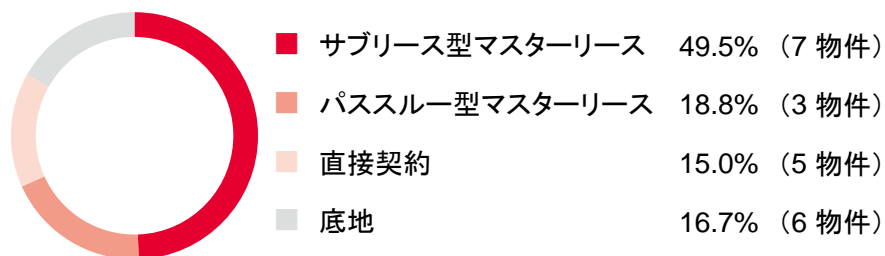 サブリース型マスターリース 49.5% （7 物件）
パススルー型マスターリース 18.8% （3 物件）
直接契約 15.0% （5 物件）
底地 16.7% （6 物件）